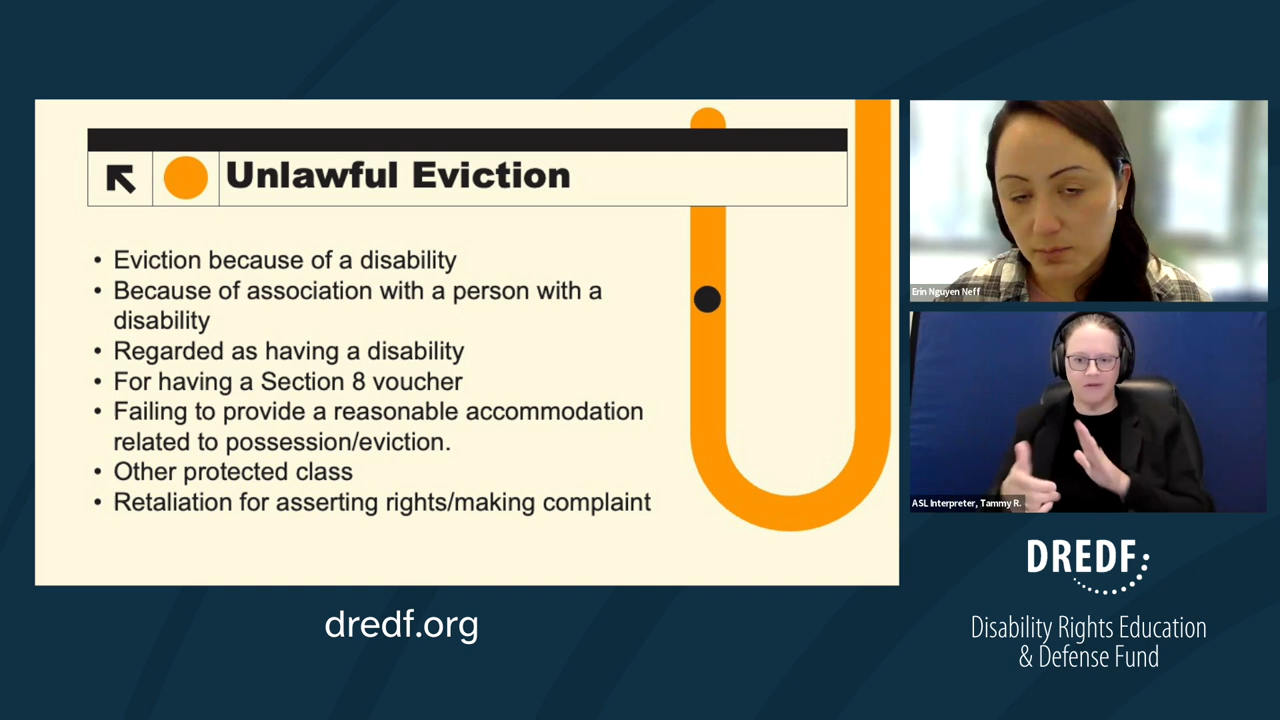 Unlawful Eviction
• Eviction because of a disability
• Because of association with a person with a
disability
• Regarded as having a disability
• For having a Section 8 voucher
• Failing to provide a reasonable accommodation
related to possession/eviction.
• Other protected class
• Retaliation for asserting rights/making complaint
Erin Nguyen Neff
ASL Interpreter, Tammy R.
dredf.org
DREDF
Disability Rights Education
& Defense Fund